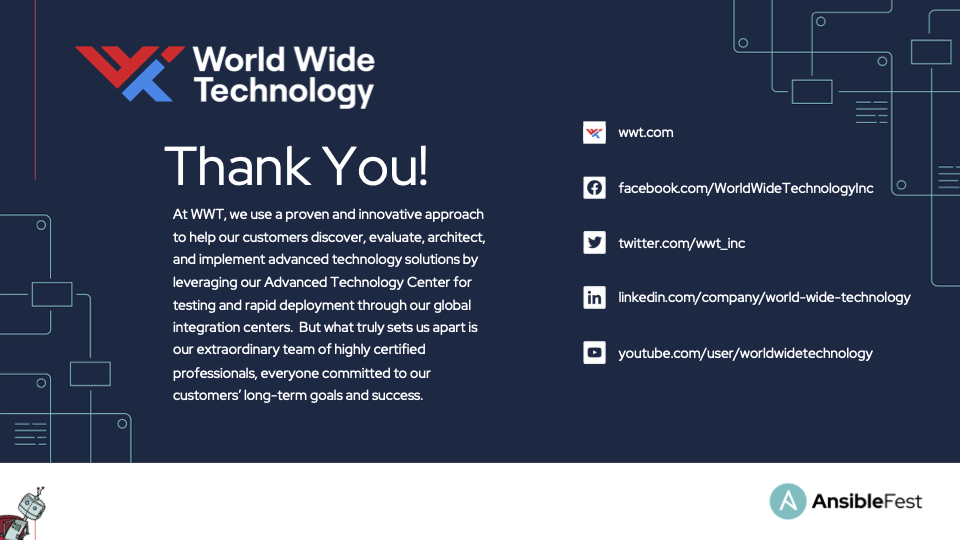 World Wide
Technology
Thank You!
At WWT, we use a proven and innovative approach
to help our customers discover, evaluate, architect,
and implement advanced technology solutions by
leveraging our Advanced Technology Center for
testing and rapid deployment through our global
integration centers.  But what truly sets us apart is
our extraordinary team of highly certified
professionals, everyone committed to our
customers’ long-term goals and success.
wwt.com
facebook.com/WorldWideTechnologyInc
twitter.com/wwt_inc
linkedin.com/company/world-wide-technology
youtube.com/user/worldwidetechnology
AnsibleFest